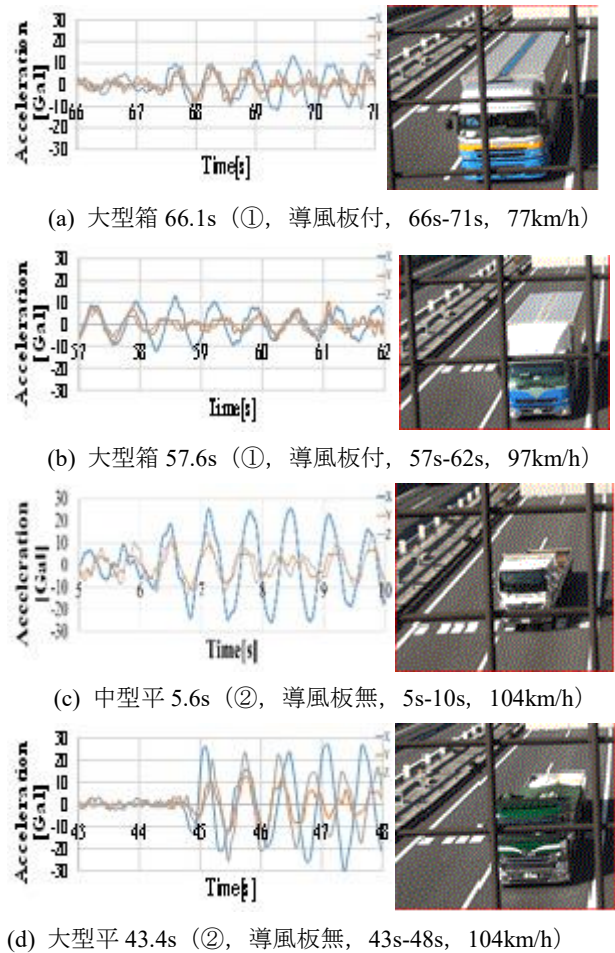 30
20
10
0
-10
-20
-30
Acceleration
[Gal]
66
67
68
69
70
71
Time[s]
X
Y
Z
(a) 大型箱 66.1s（①，導風板付，66s-71s，77km/h）
30
20
10
0
-10
-20
-30
Acceleration
[Gal]
57
58
59
60
61
62
Time[s]
X
Y
Z
(b) 大型箱 57.6s（①，導風板付，57s-62s，97km/h）
30
20
10
0
-10
-20
-30
Acceleration
[Gal]
5
6
7
8
9
10
Time[s]
X
Y
Z
(c) 中型平 5.6s（②，導風板無，5s-10s，104km/h）
30
20
10
0
-10
-20
-30
Acceleration
[Gal]
43
44
45
46
47
48
Time[s]
X
Y
Z
(d) 大型平 43.4s（②，導風板無，43s-48s，104km/h）